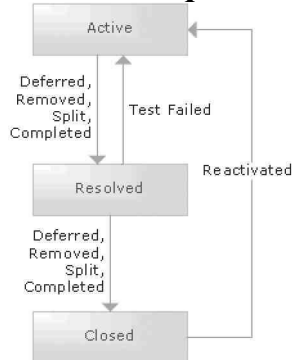 Active
Deferred,
Removed,
Split,
Completed
Test Failed
Reactivated
Resolved
Deferred,
Removed,
Split,
Completed
Closed